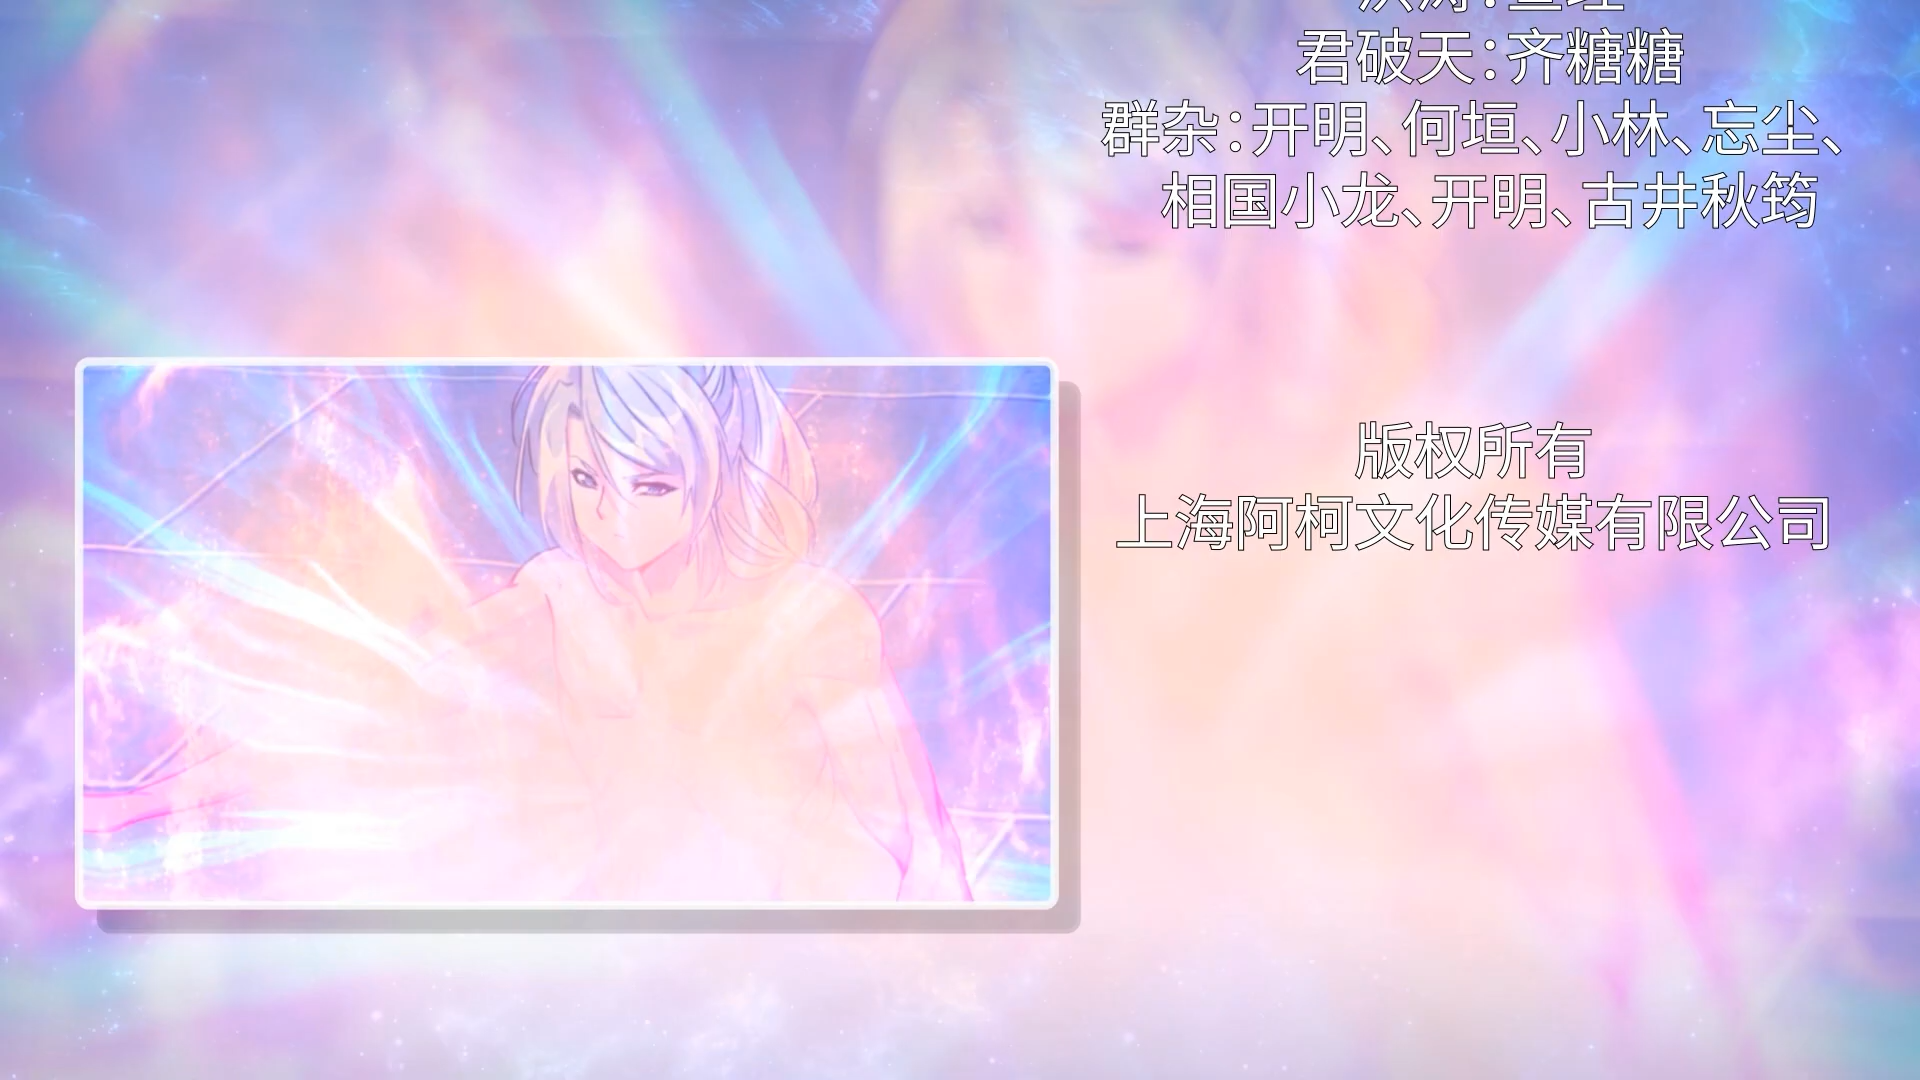 君破天：齐糖糖
群杂：开明、何垣、小林、忘尘、
相国小龙、开明、古井秋筠
版权所有
上海阿柯文化传媒有限公司